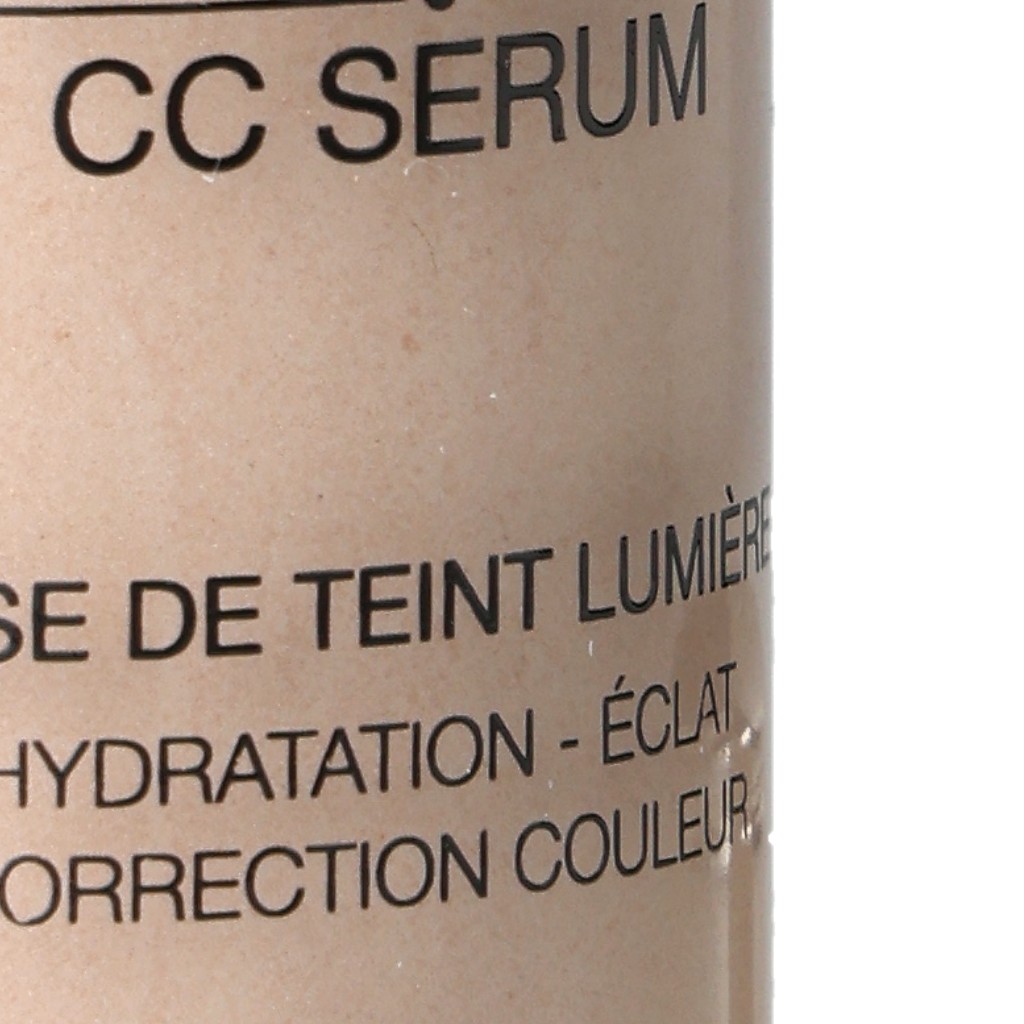 CC SERUM
SE DE TEINT LUMIÈRE
HYDRATATION - ÉCLAT
ORRECTION COULEUR